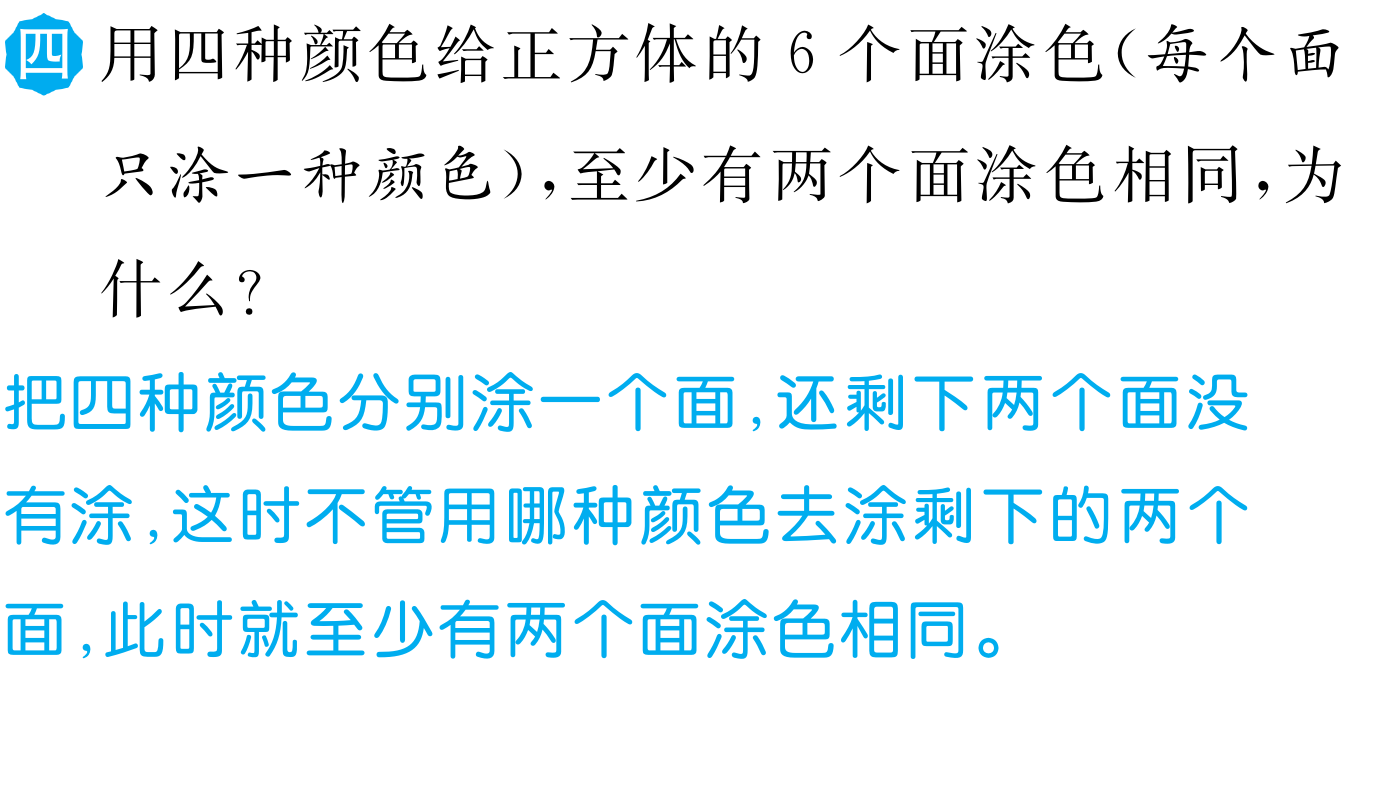 四 用四种颜色给正方体的 6 个面涂色(每个面
只涂一种颜色),至少有两个面涂色相同,为
什么?
把四种颜色分别涂一个面,还剩下两个面没
有涂,这时不管用哪种颜色去涂剩下的两个
面,此时就至少有两个面涂色相同。